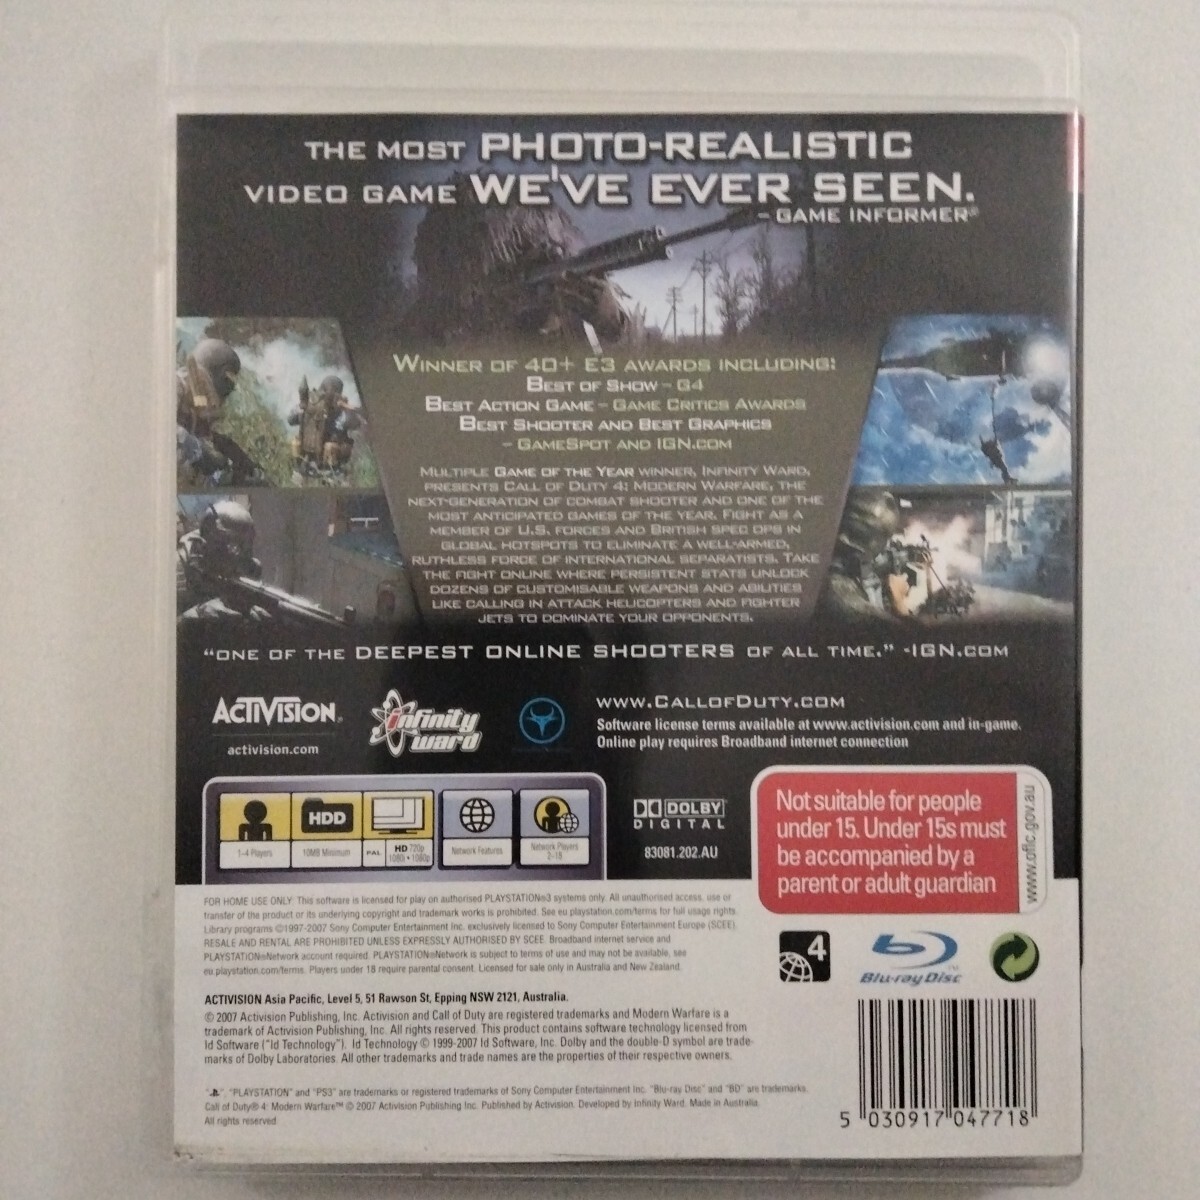 THE MOST PHOTO-REALISTIC
VIDEO GAME WE'VE EVER SEEN.
- GAME INFORMER®
WINNER OF 40+ E3 AWARDS INCLUDING:
BEST OF SHOW - G4
BEST ACTION GAME - GAME CRITICS AWARDS
BEST SHOOTER AND BEST GRAPHICS
- GAMESPOT AND IGN.COM
MULTIPLE GAME OF THE YEAR WINNER, INFINITY WARD,
PRESENTS CALL OF DUTY 4: MODERN WARFARE, THE
NEXT-GENERATION OF COMBAT SHOOTER AND ONE OF THE
MOST ANTICIPATED GAMES OF THE YEAR. FIGHT AS A
MEMBER OF U.S. FORCES AND BRITISH SPEC OPS IN
GLOBAL HOTSPOTS TO ELIMINATE A WELL-ARMED,
RUTHLESS FORCE OF INTERNATIONAL SEPARATISTS. TAKE
THE FIGHT ONLINE WHERE PERSISTENT STATS UNLOCK
DOZENS OF CUSTOMISABLE WEAPONS AND ABILITIES
LIKE CALLING IN ATTACK HELICOPTERS AND FIGHTER
JETS TO DOMINATE YOUR OPPONENTS.
"ONE OF THE DEEPEST ONLINE SHOOTERS OF ALL TIME." -IGN.COM
ACTIVISION.
activision.com
infinity
ward
WWW.CALLOFDUTY.COM
Software license terms available at www.activision.com and in-game.
Online play requires Broadband internet connection
HDD
1-4 Players
10MB Minimum
PAL
HD 720p
1080i • 1080p
Network Features
Network Players
2-18
DOLBY
DIGITAL
83081.202.AU
Not suitable for people
under 15. Under 15s must
be accompanied by a
parent or adult guardian
www.oflc.gov.au
FOR HOME USE ONLY. This software is licensed for play on authorised PLAYSTATION®3 systems only. All unauthorised access, use or
transfer of the product or its underlying copyright and trademark works is prohibited. See eu.playstation.com/terms for full usage rights.
Library programs ©1997-2007 Sony Computer Entertainment Inc. exclusively licensed to Sony Computer Entertainment Europe (SCEE).
RESALE AND RENTAL ARE PROHIBITED UNLESS EXPRESSLY AUTHORISED BY SCEE. Broadband internet service and
PLAYSTATION®Network account required. PLAYSTATION®Network is subject to terms of use and may not be available, see
eu.playstation.com/terms. Players under 18 require parental consent. Licensed for sale only in Australia and New Zealand.
4
Blu-ray Disc
TM
ACTIVISION Asia Pacific, Level 5, 51 Rawson St, Epping NSW 2121, Australia.
© 2007 Activision Publishing, Inc. Activision and Call of Duty are registered trademarks and Modern Warfare is a
trademark of Activision Publishing, Inc. All rights reserved. This product contains software technology licensed from
Id Software ("Id Technology"). Id Technology © 1999-2007 Id Software, Inc. Dolby and the double-D symbol are trade-
marks of Dolby Laboratories. All other trademarks and trade names are the properties of their respective owners.
"PLAYSTATION" and "PS3" are trademarks or registered trademarks of Sony Computer Entertainment Inc. "Blu-ray Disc" and "BD" are trademarks.
Call of Duty® 4: Modern Warfare™ © 2007 Activision Publishing Inc. Published by Activision. Developed by Infinity Ward. Made in Australia.
All rights reserved
5 030917 047718